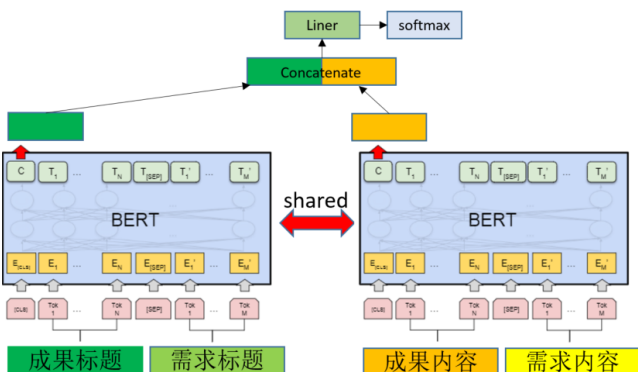 Liner softmax
Concatenate
C T1 ... TN T[SEP] T1' ... TM' C T1 ... TN T[SEP] T1' ... TM'
shared
BERT BERT
E[CLS] E1 ... EN E[SEP] E1' ... EM' E[CLS] E1 ... EN E[SEP] E1' ... EM'
[CLS] Tok 1 ... Tok N [SEP] Tok 1 ... Tok M [CLS] Tok 1 ... Tok N [SEP] Tok 1 ... Tok M
成果标题 需求标题 成果内容 需求内容